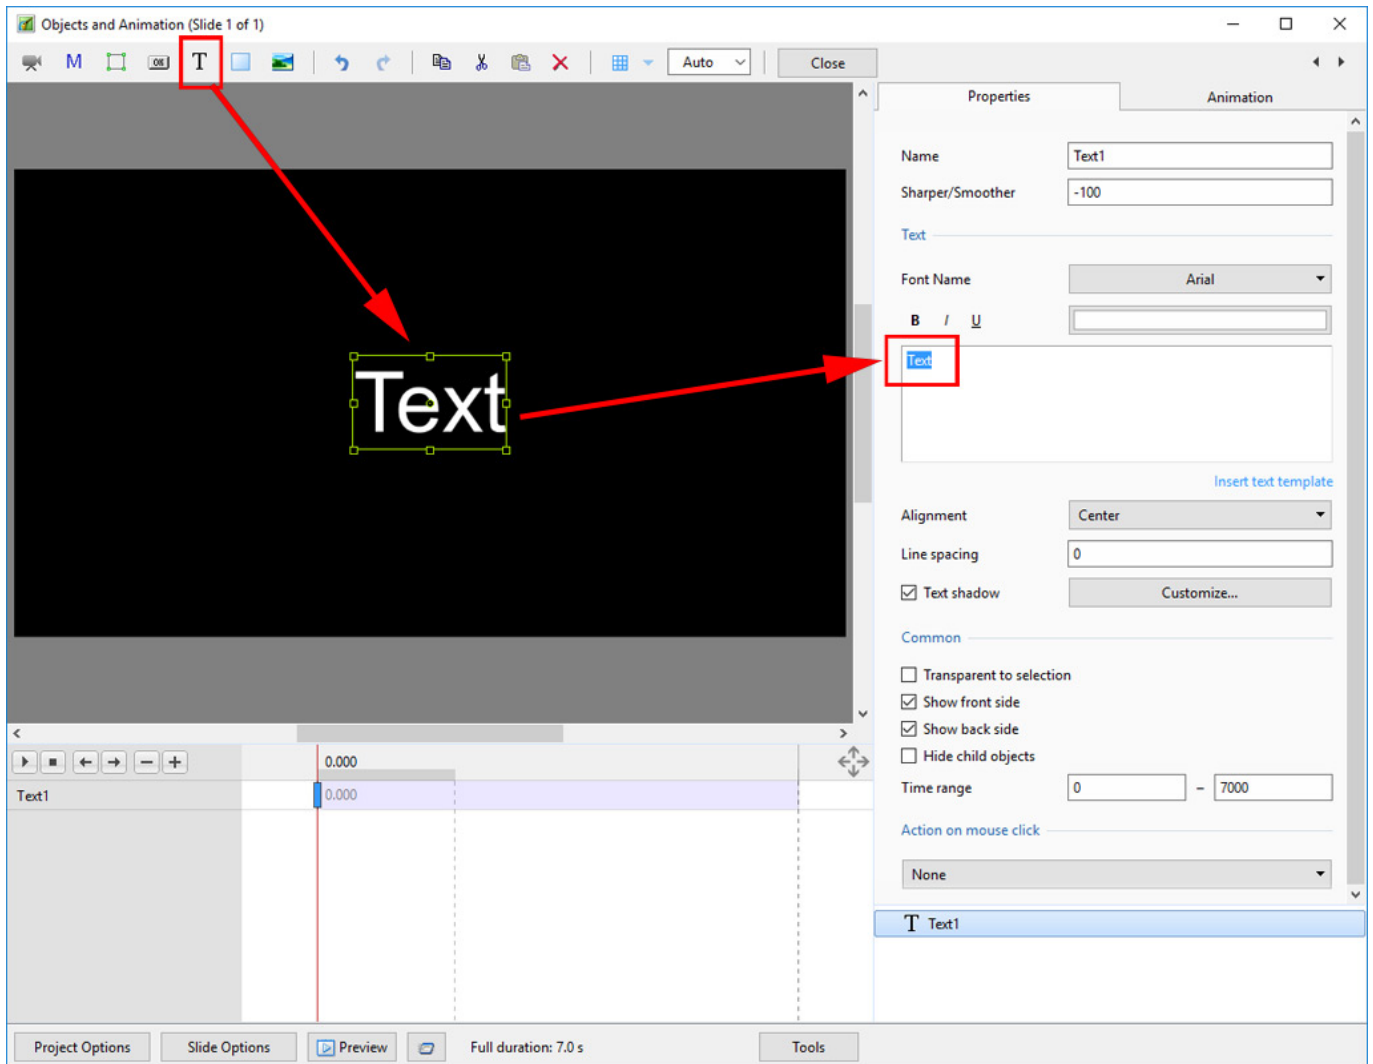 Objects and Animation (Slide 1 of 1)
M OK T Auto Close
Properties Animation
Name Text1
Sharper/Smoother -100
Text
Font Name Arial
B I U
Text
Text
Insert text template
Alignment Center
Line spacing 0
Text shadow Customize...
Common
Transparent to selection
Show front side
Show back side
Hide child objects
Time range 0 – 7000
Action on mouse click
None
T Text1
0.000
Text1 0.000
Project Options Slide Options Preview Full duration: 7.0 s Tools